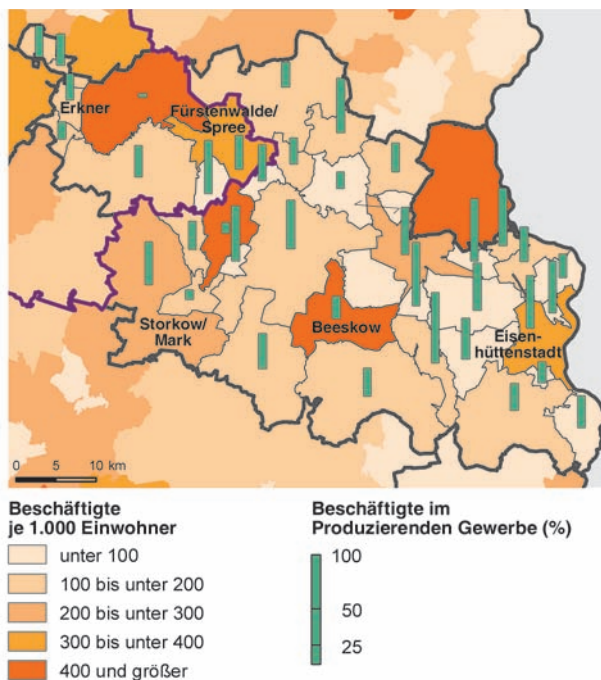 Erkner
Fürstenwalde/
Spree
Storkow/
Mark
Beeskow
Eisen-
hüttenstadt
0 5 10 km
Beschäftigte
je 1.000 Einwohner
unter 100
100 bis unter 200
200 bis unter 300
300 bis unter 400
400 und größer
Beschäftigte im
Produzierenden Gewerbe (%)
100
50
25